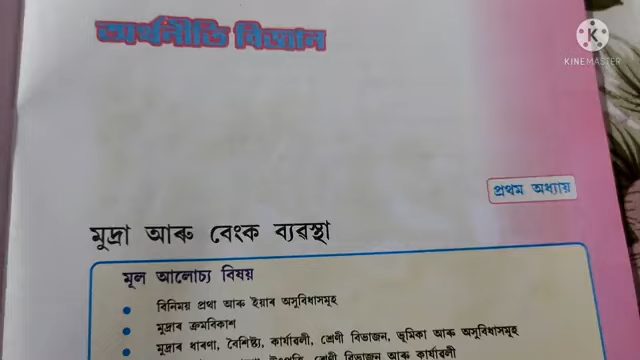 অৰ্থনীতি বিজ্ঞান
K
KINEMASTER
প্ৰথম অধ্যায়
মুদ্ৰা আৰু বেংক ব্যৱস্থা
মূল আলোচ্য বিষয়
• বিনিময় প্ৰথা আৰু ইয়াৰ অসুবিধাসমূহ
• মুদ্ৰাৰ ক্ৰমবিকাশ
• মুদ্ৰাৰ ধাৰণা, বৈশিষ্ট্য, কাৰ্যাৱলী, শ্ৰেণী বিভাজন, ভূমিকা আৰু অসুবিধাসমূহ
শ্ৰেণী বিভাজন আৰু কাৰ্যাৱলী